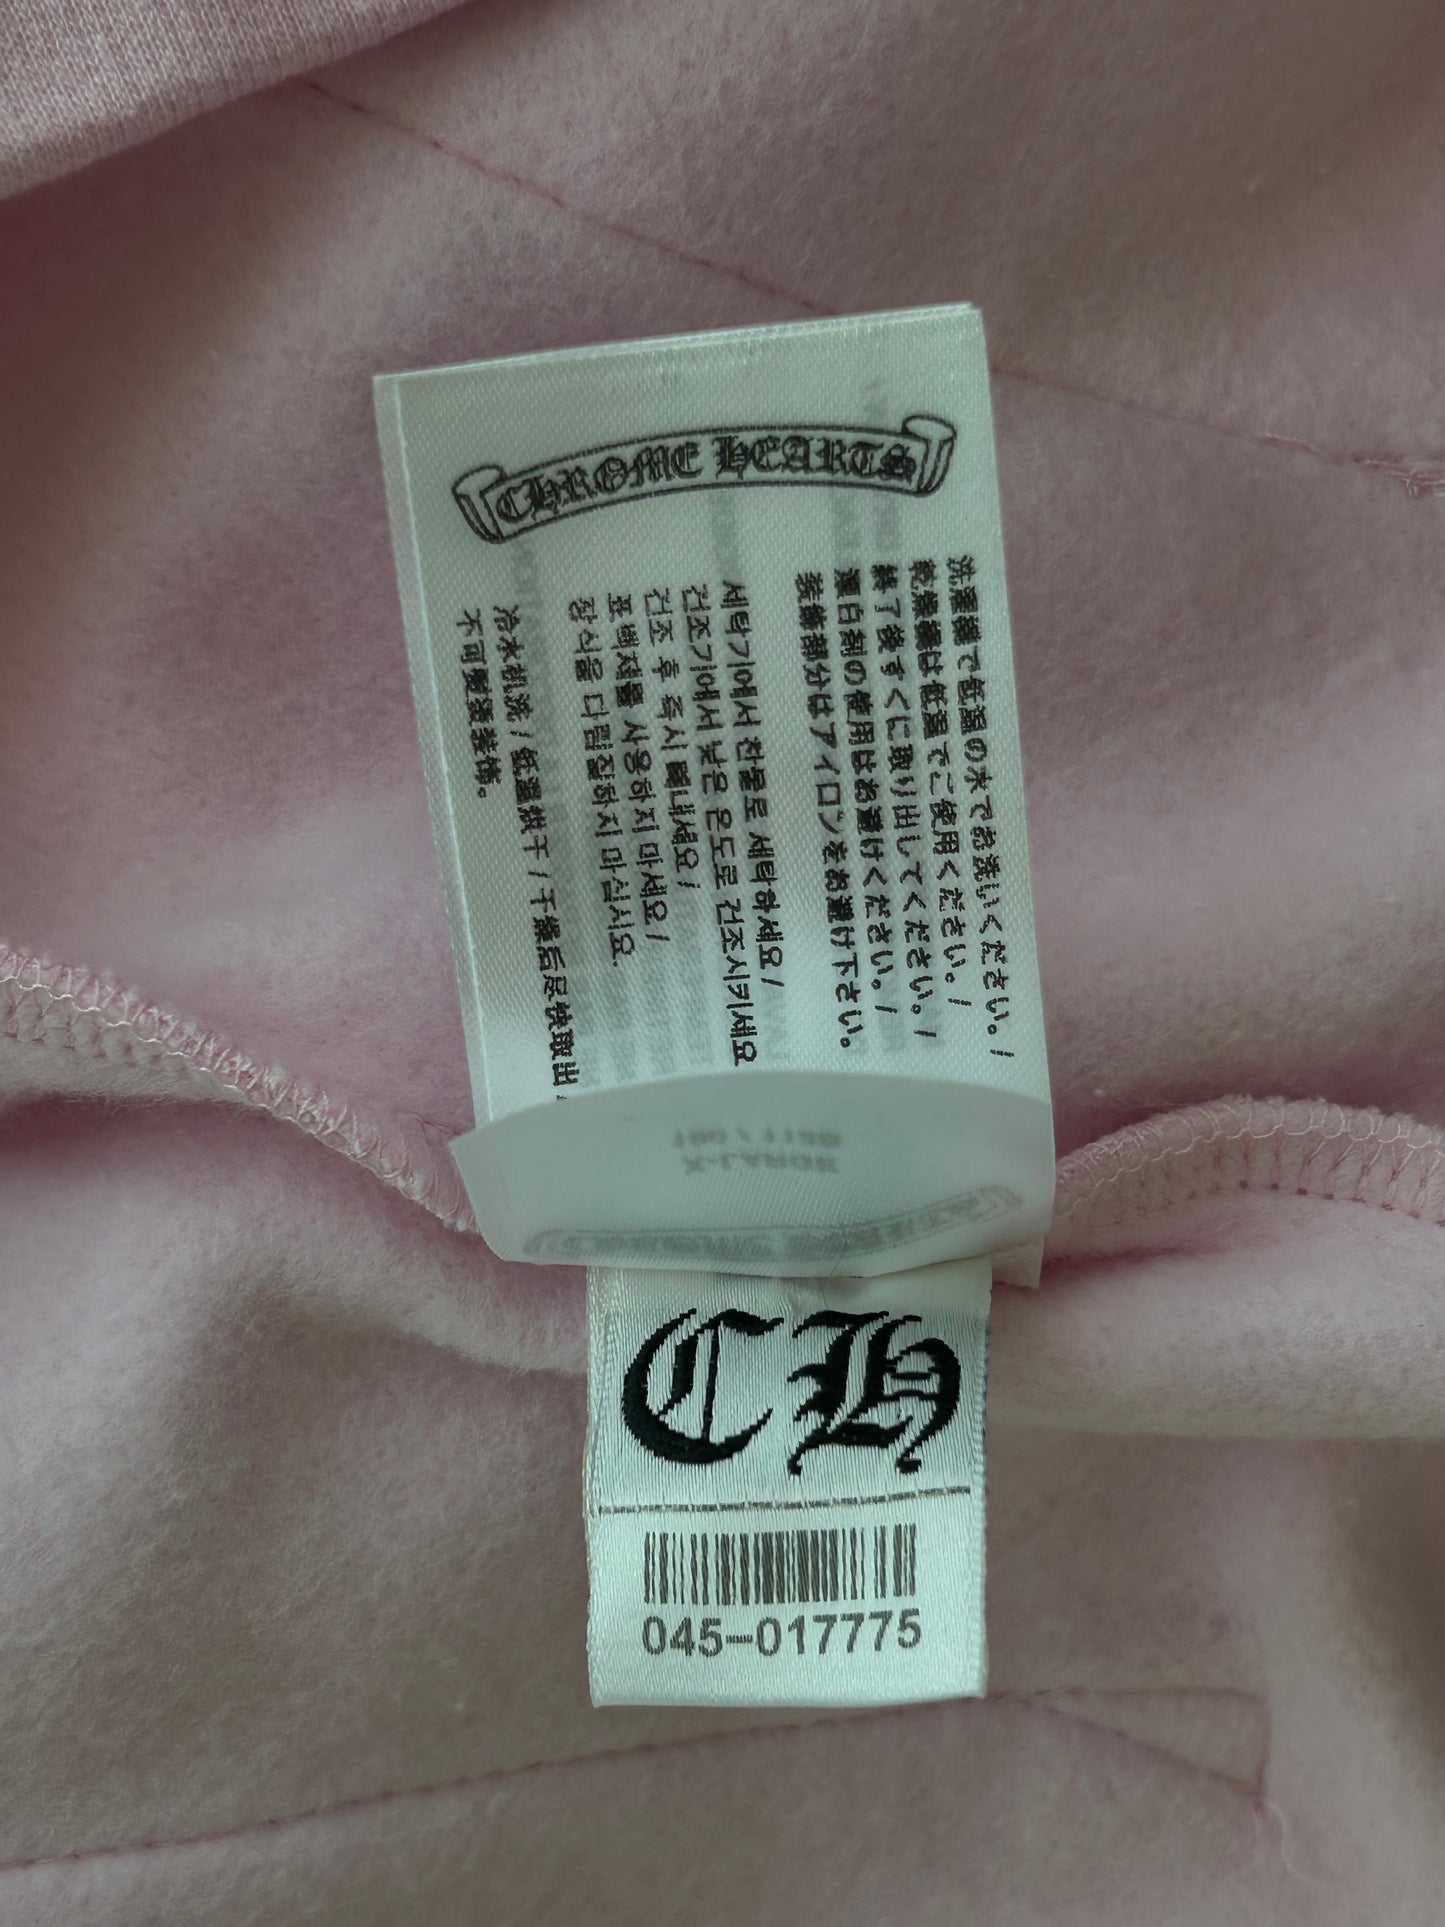 CHROME HEARTS
洗濯機で低温の水でお洗いください。/
乾燥機は低温でご使用ください。/
終了後すぐに取り出してください。/
漂白剤の使用はお避けください。/
装飾部分はアイロンをお避け下さい。
세탁기에서 찬물로 세탁하세요 /
건조기에서 낮은 온도로 건조시키세요
건조 후 즉시 꺼내세요 /
표백제를 사용하지 마세요 /
장식을 다림질하지 마십시요.
冷水机洗 / 低温烘干 / 干燥后尽快取出
不可熨烫装饰。
CH
045-017775